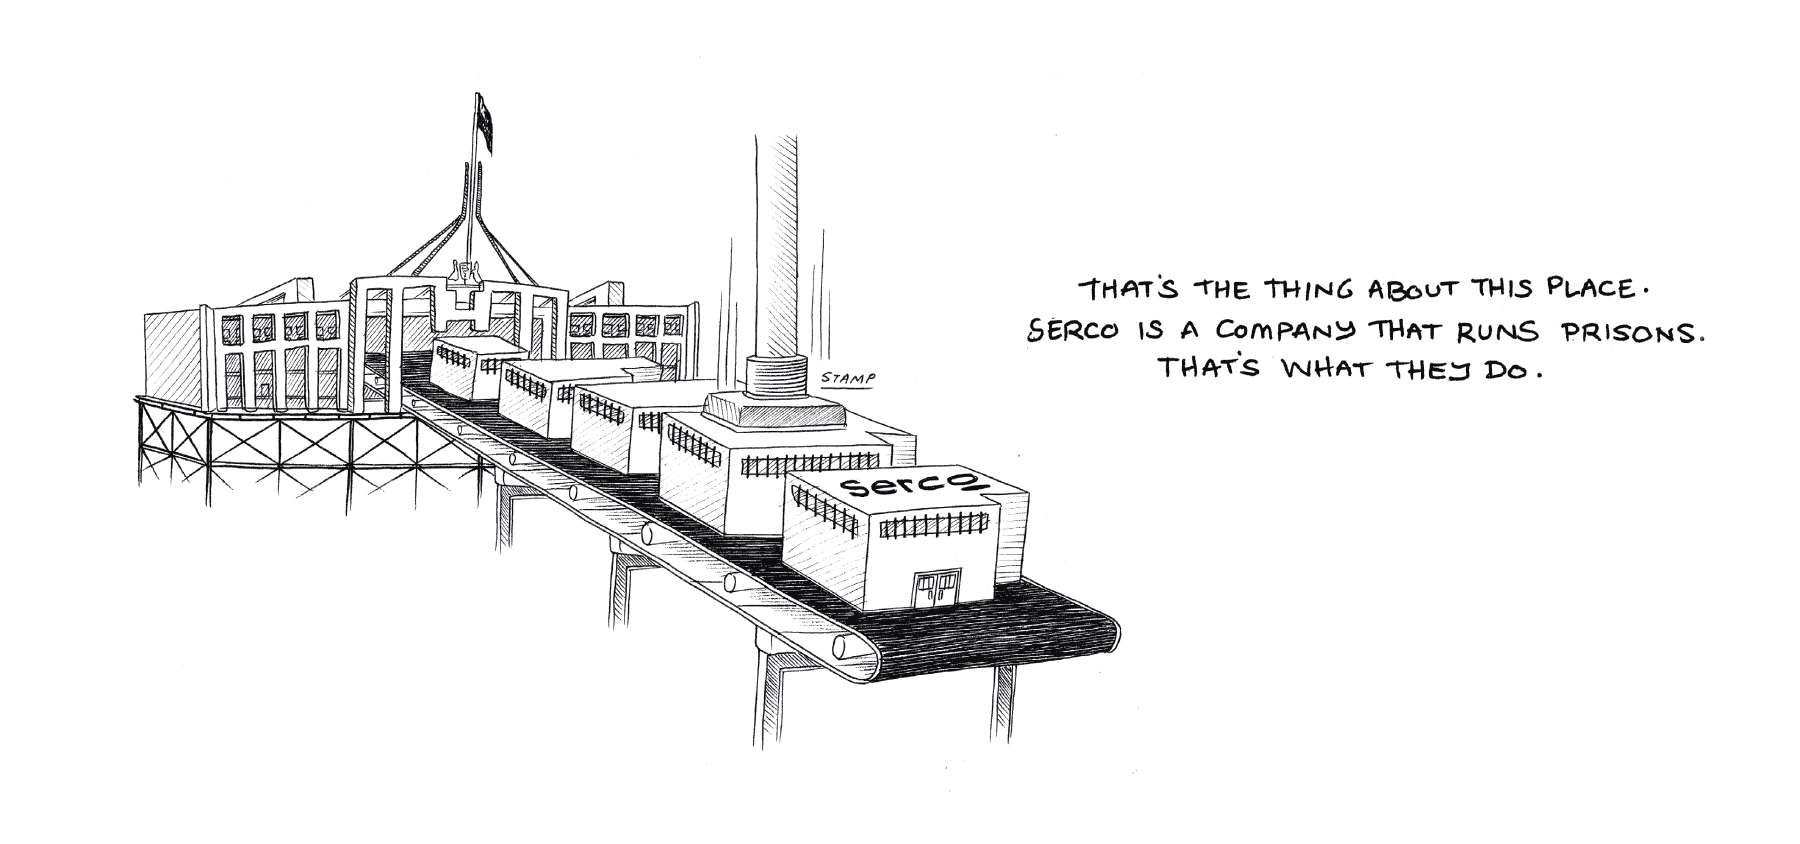 STAMP
serco
THAT'S THE THING ABOUT THIS PLACE.
SERCO IS A COMPANY THAT RUNS PRISONS.
THAT'S WHAT THEY DO.